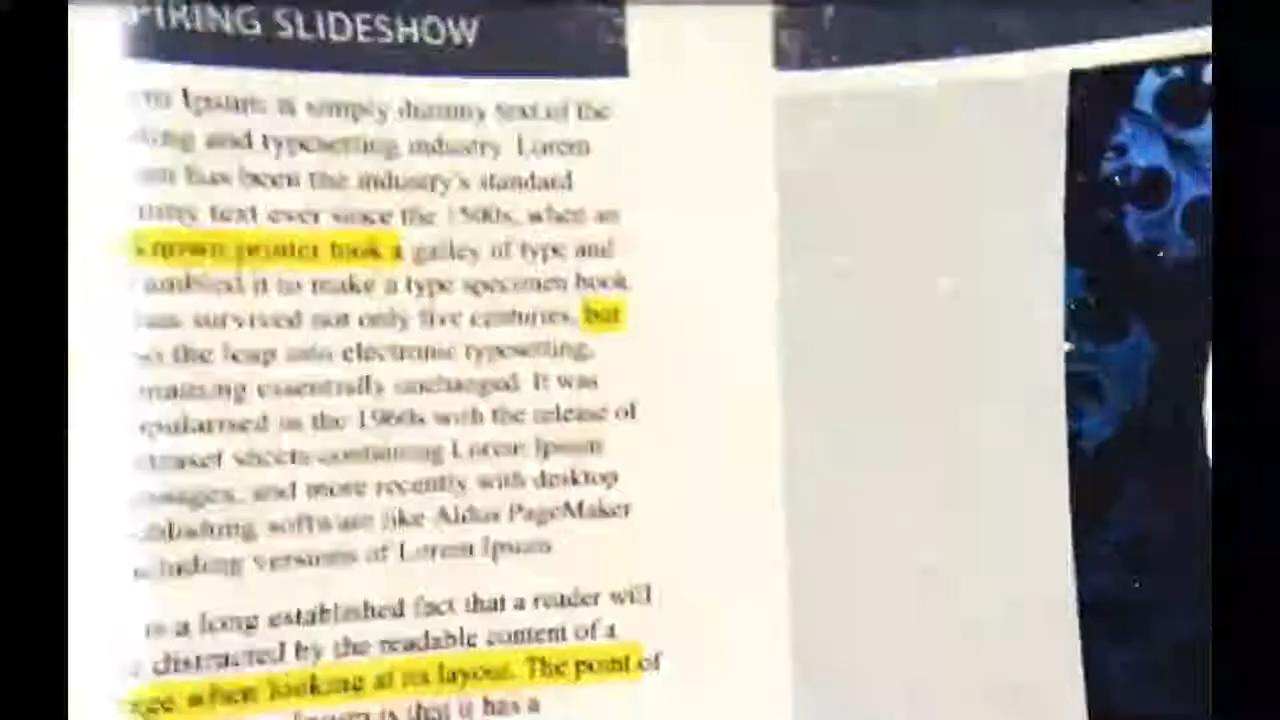 PIRING SLIDESHOW
Ipsum is simply dummy text of the
and typesetting industry. Lorem
has been the industry's standard
text ever since the 1500s, when an
known printer took a galley of type and
it to make a type specimen book.
survived not only five centuries, but
the leap into electronic typesetting,
essentially unchanged. It was
in the 1960s with the release of
sheets containing Lorem Ipsum
and more recently with desktop
software like Aldus PageMaker
versions of Lorem Ipsum
a long established fact that a reader will
distracted by the readable content of a
when looking at its layout. The point of
is that it has a